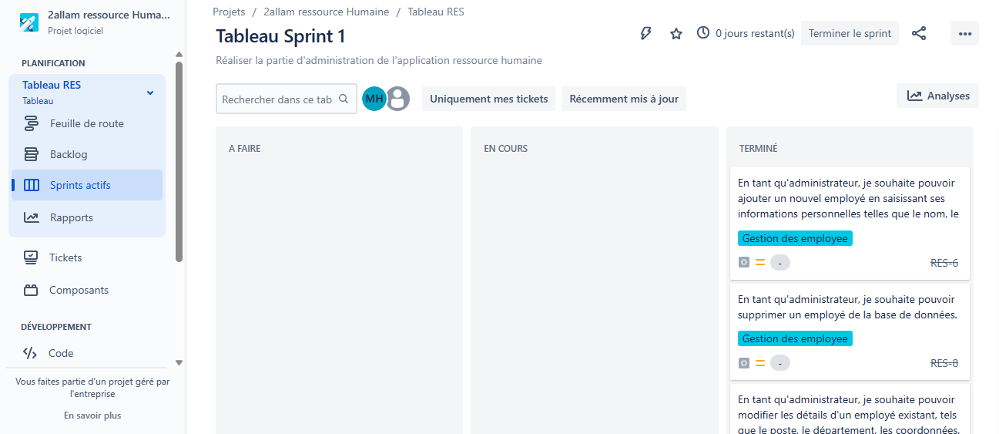 2allam ressource Huma...
Projet logiciel
PLANIFICATION
Tableau RES
Tableau
Feuille de route
Backlog
Sprints actifs
Rapports
Tickets
Composants
DÉVELOPPEMENT
Code
Vous faites partie d'un projet géré par
l'entreprise
En savoir plus
Projets / 2allam ressource Humaine / Tableau RES
Tableau Sprint 1
0 jours restant(s)
Terminer le sprint
Réaliser la partie d'administration de l'application ressource humaine
Rechercher dans ce tab
MH
Uniquement mes tickets
Récemment mis à jour
Analyses
A FAIRE
EN COURS
TERMINÉ
En tant qu'administrateur, je souhaite pouvoir
ajouter un nouvel employé en saisissant ses
informations personnelles telles que le nom, le
Gestion des employee
-
RES-6
En tant qu'administrateur, je souhaite pouvoir
supprimer un employé de la base de données.
Gestion des employee
-
RES-8
En tant qu'administrateur, je souhaite pouvoir
modifier les détails d'un employé existant, tels
que le poste, le département, les coordonnées,